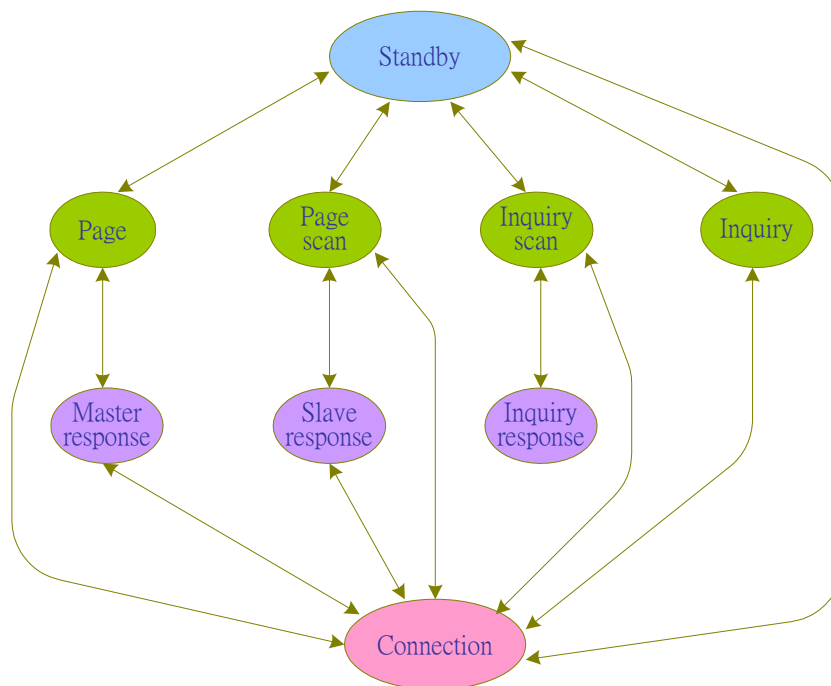 Standby
Page
Page
scan
Inquiry
scan
Inquiry
Master
response
Slave
response
Inquiry
response
Connection